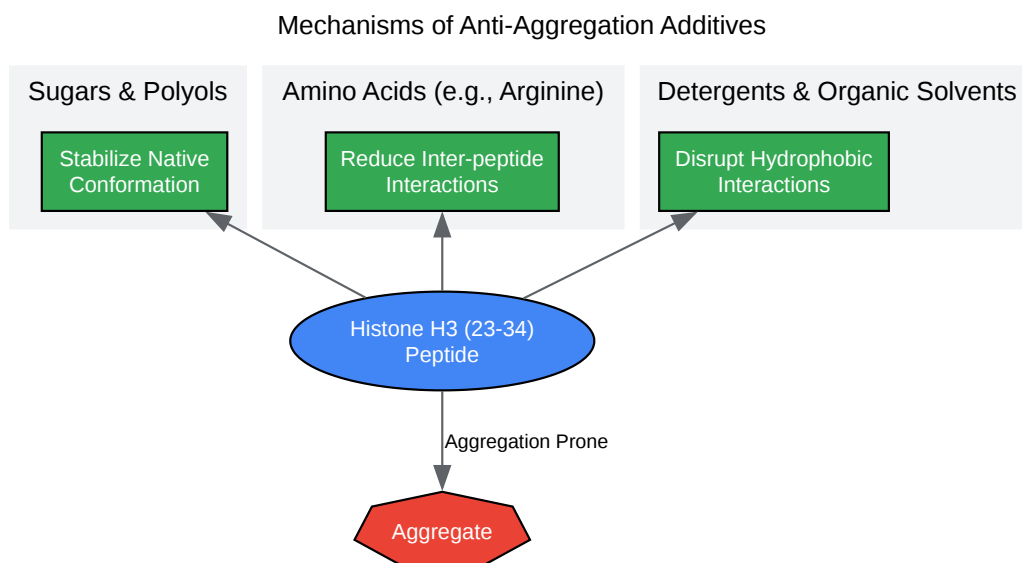 Mechanisms of Anti-Aggregation Additives
Sugars & Polyols
Amino Acids (e.g., Arginine)
Detergents & Organic Solvents
Stabilize Native
Conformation
Reduce Inter-peptide
Interactions
Disrupt Hydrophobic
Interactions
Histone H3 (23-34)
Peptide
Aggregation Prone
Aggregate